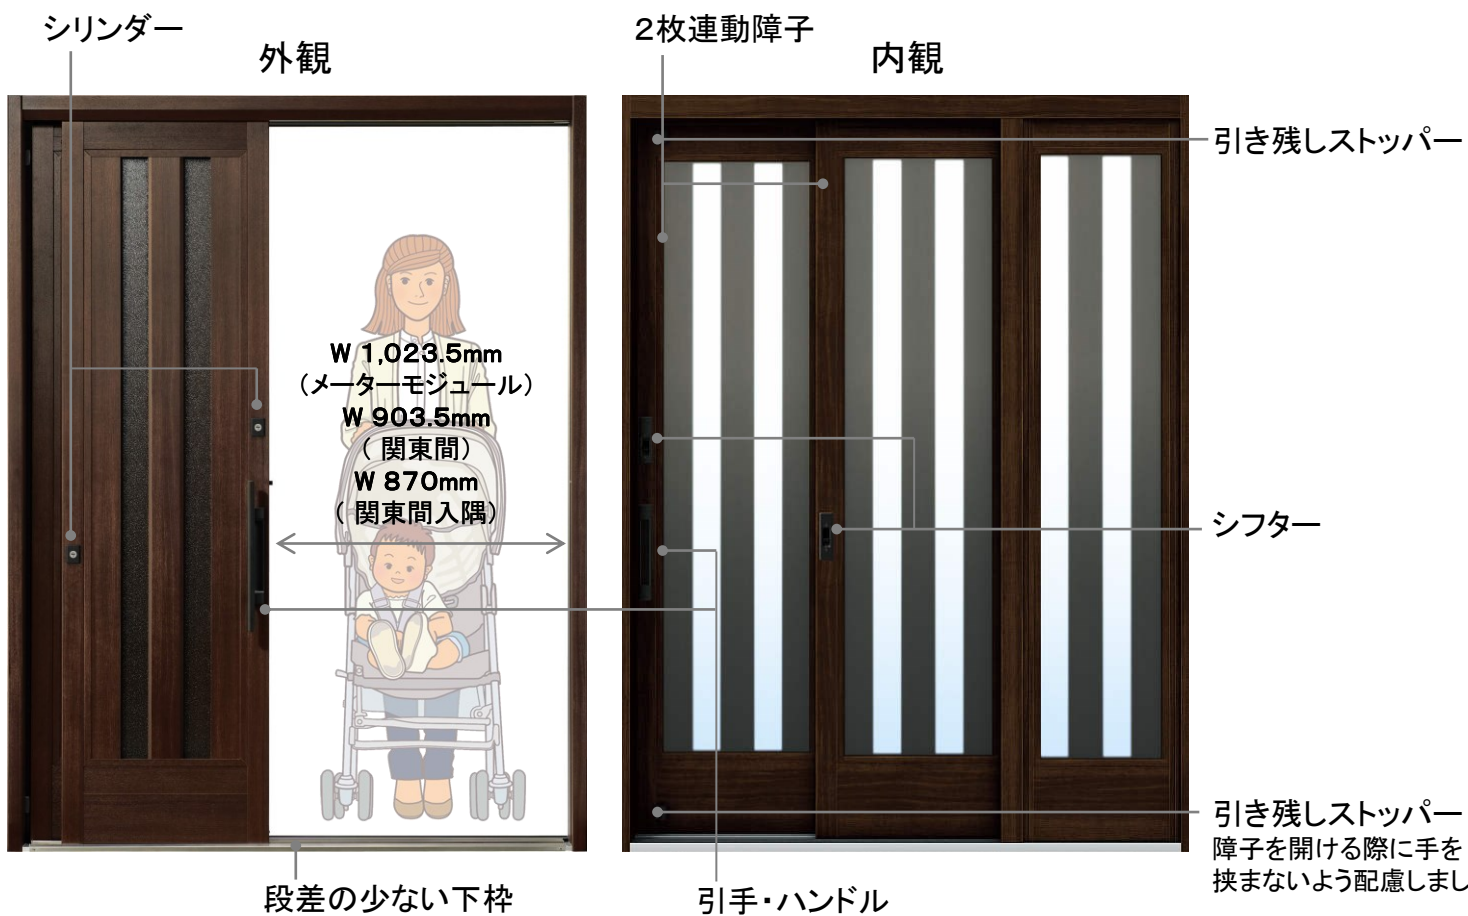 シリンダー
外観
2枚連動障子
内観
引き残しストッパー
W 1,023.5mm
(メーターモジュール)
W 903.5mm
( 関東間)
W 870mm
( 関東間入隅)
シフター
引き残しストッパー
障子を開ける際に手を
挟まないよう配慮しまし
段差の少ない下枠
引手・ハンドル